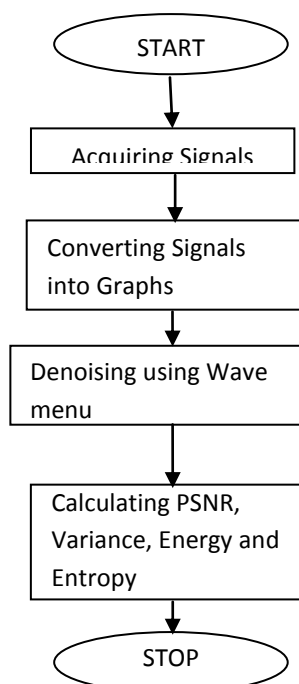 START
Acquiring Signals
Converting Signals
into Graphs
Denoising using Wave
menu
Calculating PSNR,
Variance, Energy and
Entropy
STOP